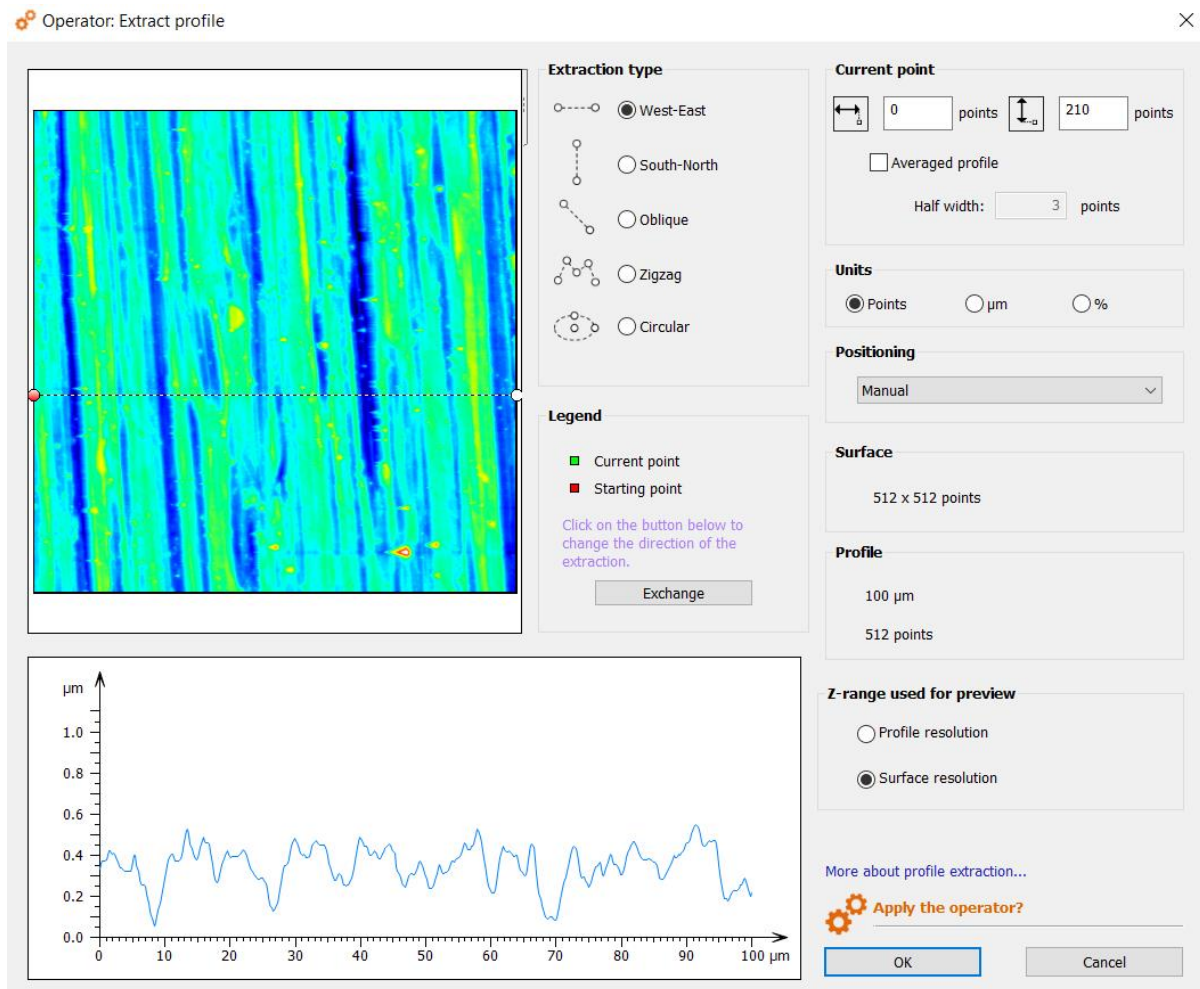 Operator: Extract profile
Extraction type
West-East
South-North
Oblique
Zigzag
Circular
Legend
Current point
Starting point
Click on the button below to
change the direction of the
extraction.
Exchange
Current point
0 points 210 points
Averaged profile
Half width: 3 points
Units
Points µm %
Positioning
Manual
Surface
512 x 512 points
Profile
100 µm
512 points
Z-range used for preview
Profile resolution
Surface resolution
More about profile extraction...
Apply the operator?
OK Cancel
µm
1.0
0.8
0.6
0.4
0.2
0.0
0 10 20 30 40 50 60 70 80 90 100 µm